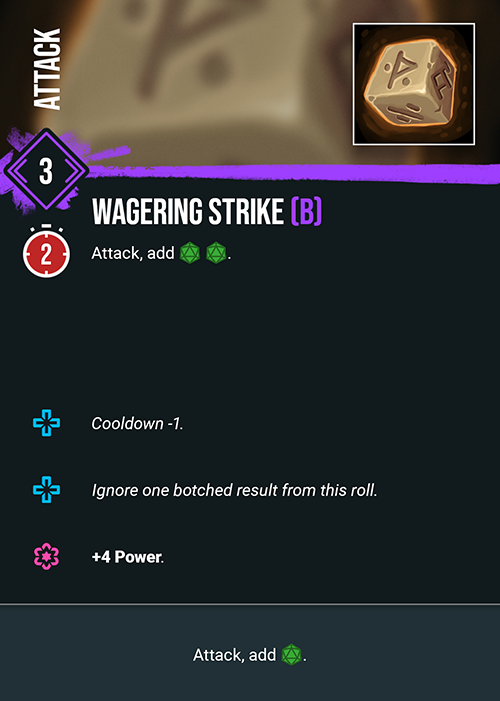 ATTACK
3
WAGERING STRIKE (B)
2
Attack, add .
Cooldown -1.
Ignore one botched result from this roll.
+4 Power.
Attack, add .